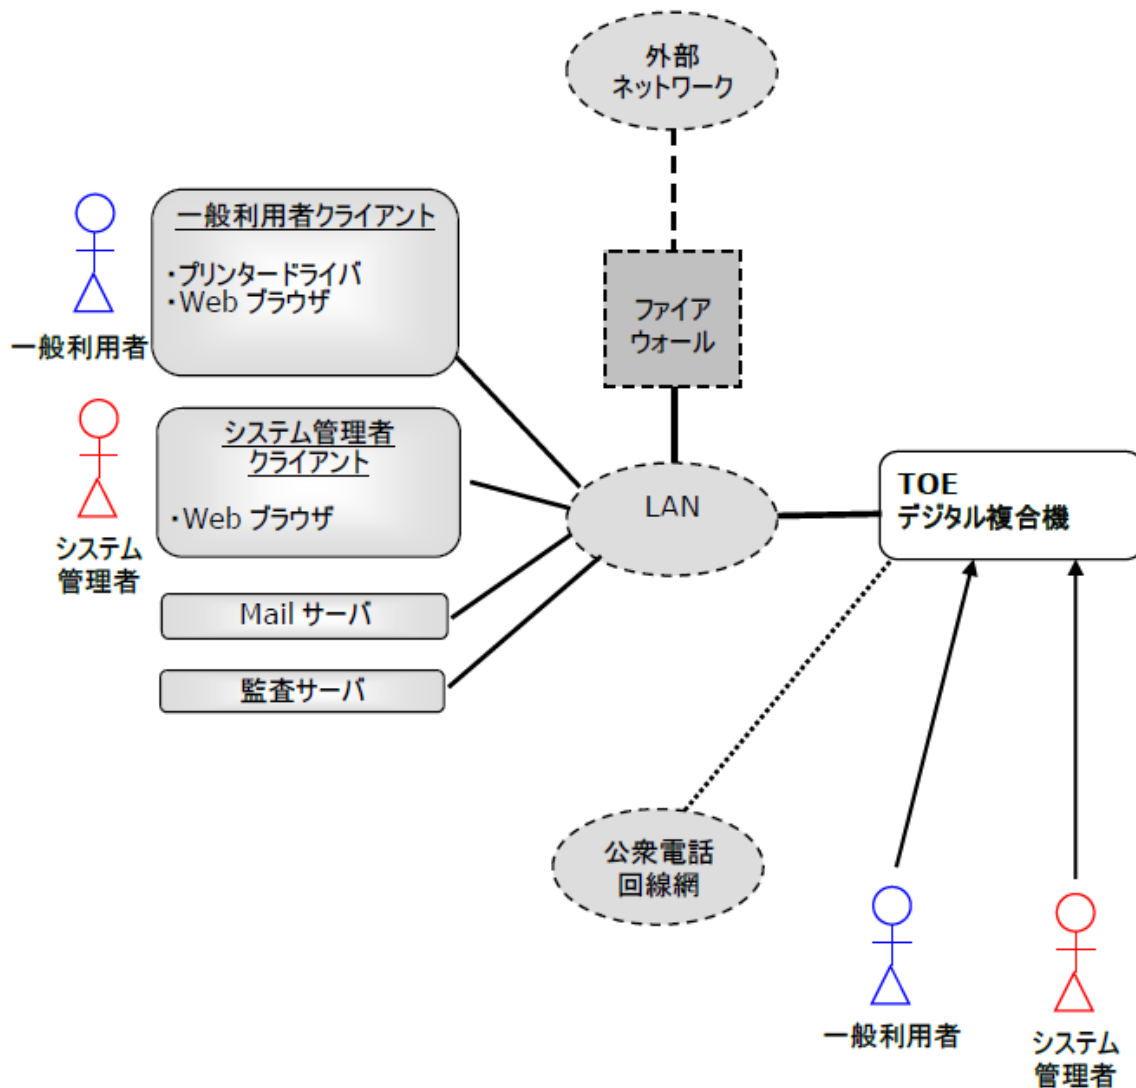 外部
ネットワーク
一般利用者クライアント
・プリンタードライバ
・Web ブラウザ
一般利用者
ファイア
ウォール
システム管理者
クライアント
・Web ブラウザ
システム
管理者
LAN
TOE
デジタル複合機
Mail サーバ
監査サーバ
公衆電話
回線網
一般利用者
システム
管理者